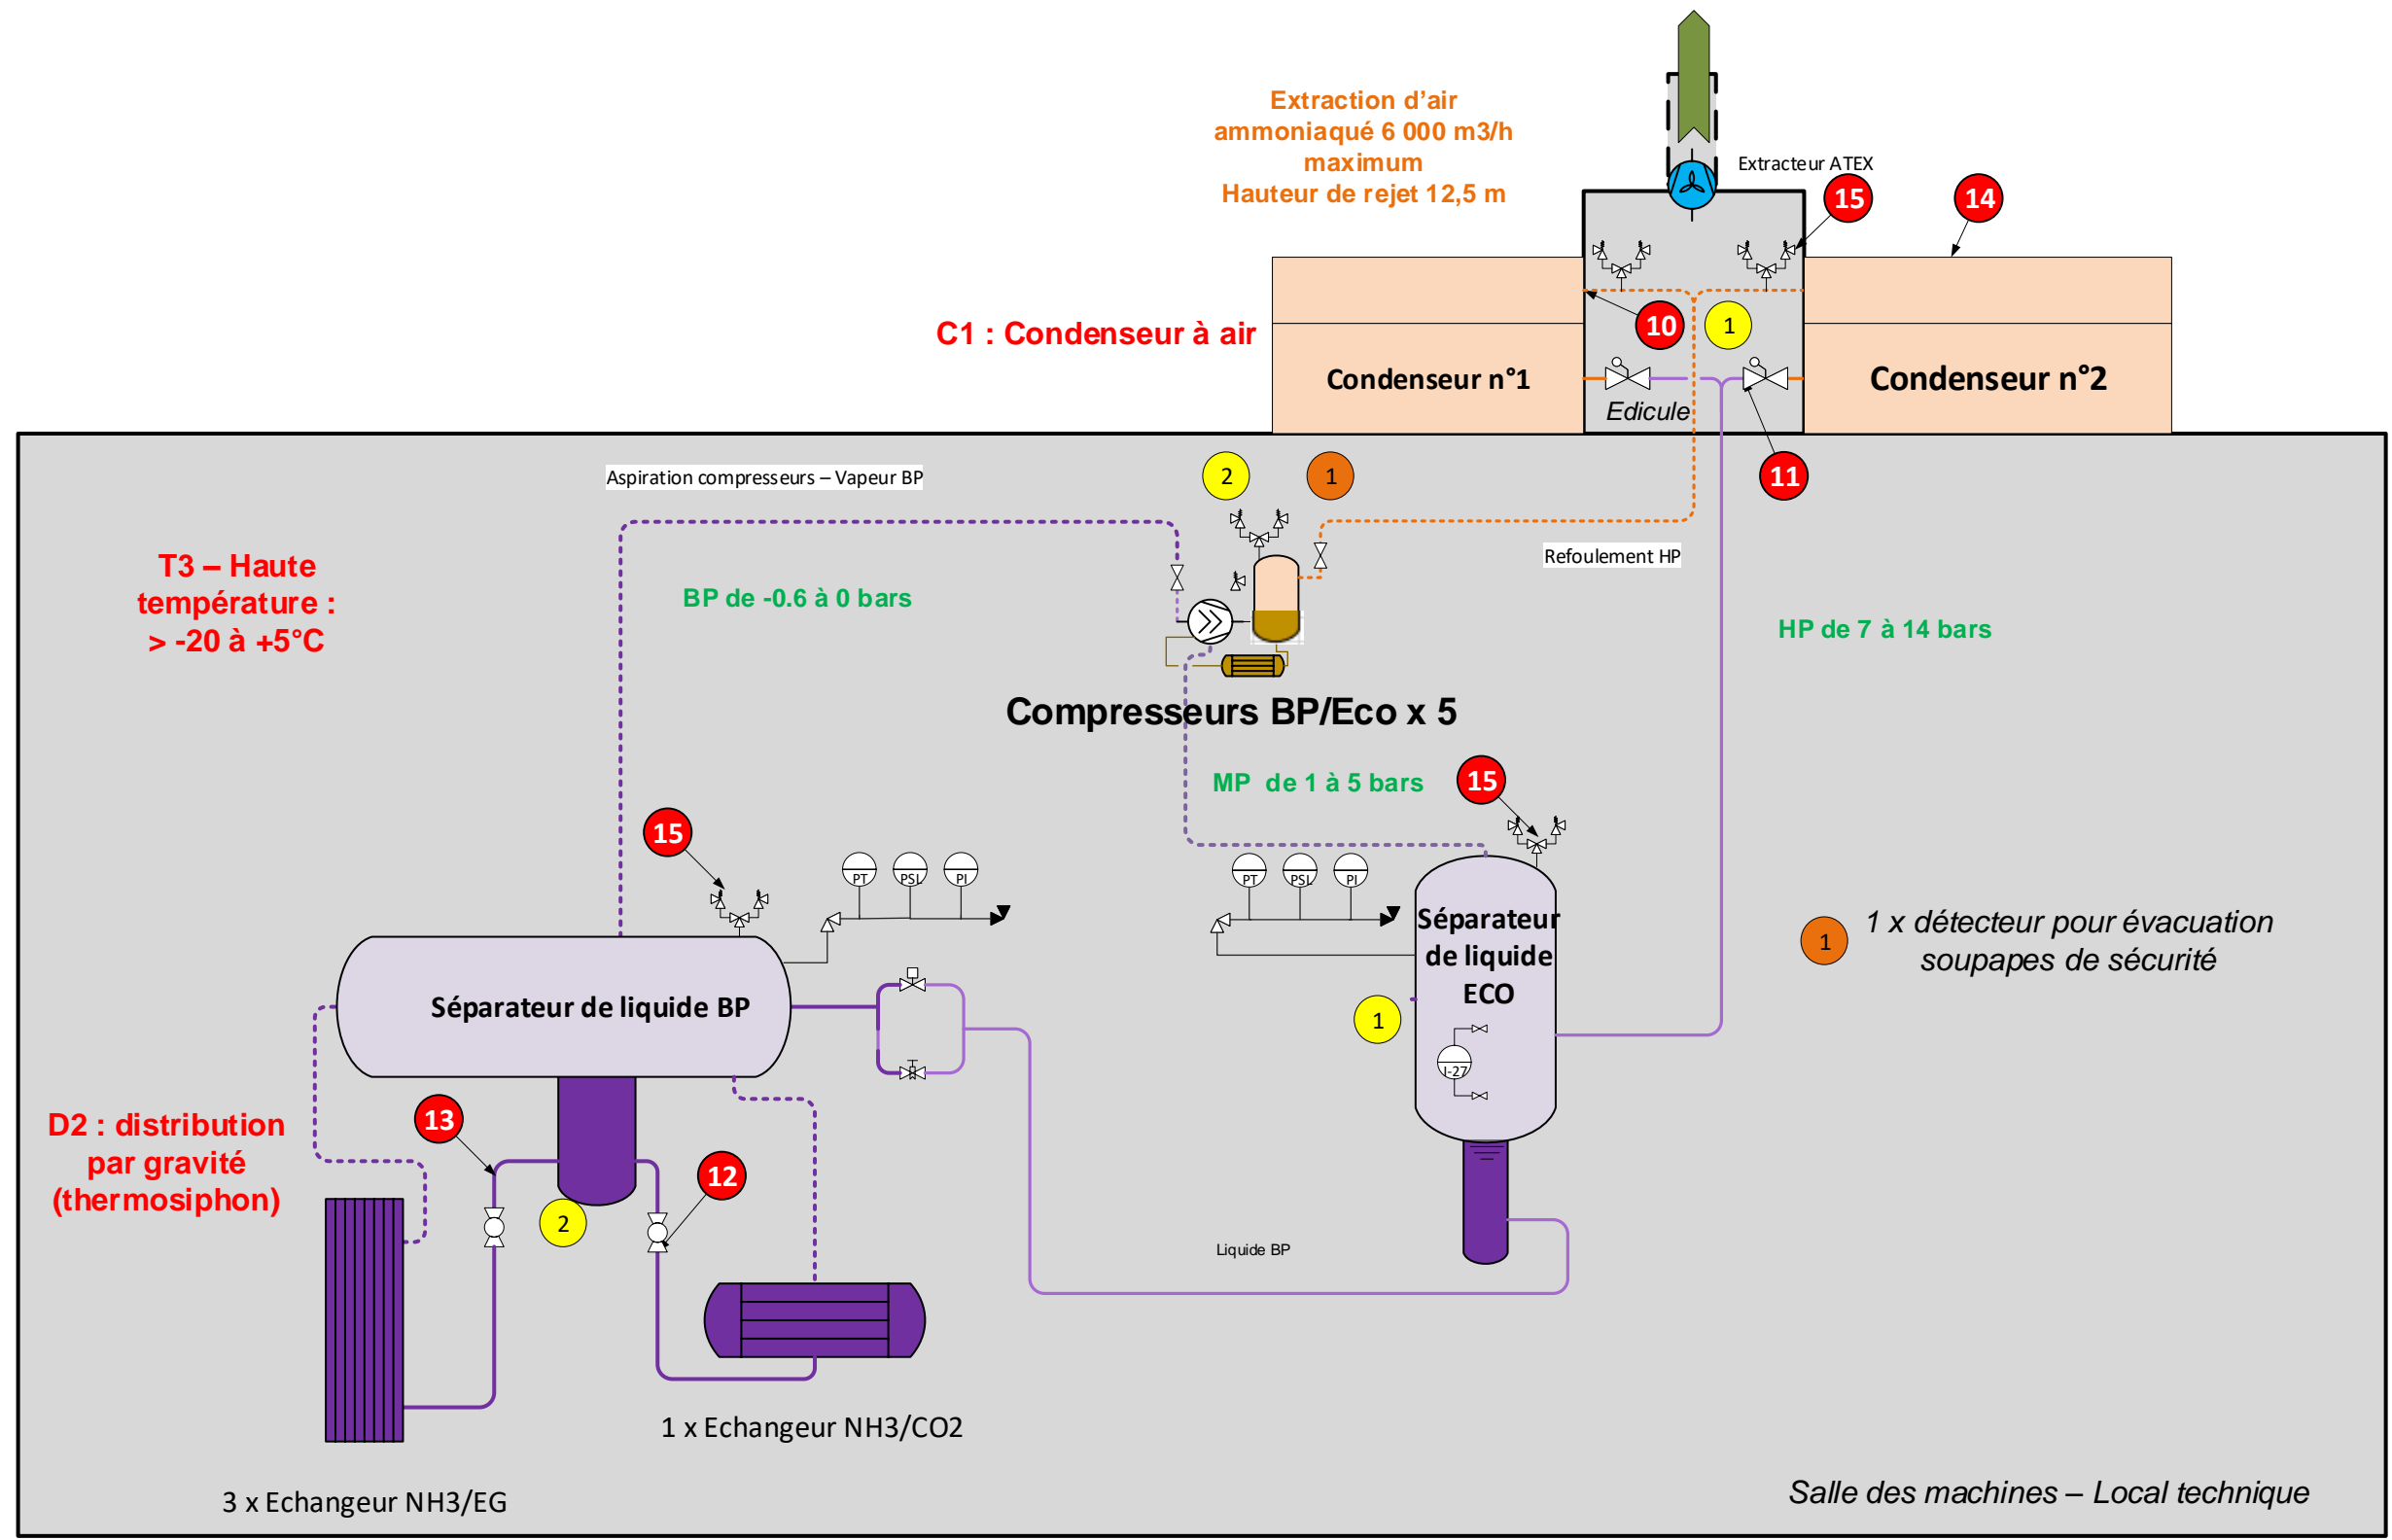 Extraction d'air
ammoniaqué 6 000 m3/h
maximum
Hauteur de rejet 12,5 m
Extracteur ATEX
15
14
10
1
C1 : Condenseur à air
Condenseur n°1
Condenseur n°2
Edicule
11
Aspiration compresseurs – Vapeur BP
2
1
Refoulement HP
T3 – Haute
température :
> -20 à +5°C
BP de -0.6 à 0 bars
HP de 7 à 14 bars
Compresseurs BP/Eco x 5
MP de 1 à 5 bars
15
15
PT
PSL
PI
PT
PSL
PI
Séparateur
de liquide
ECO
1
1 x détecteur pour évacuation
soupapes de sécurité
Séparateur de liquide BP
1
I-27
D2 : distribution
par gravité
(thermosiphon)
13
12
2
Liquide BP
1 x Echangeur NH3/CO2
3 x Echangeur NH3/EG
Salle des machines – Local technique